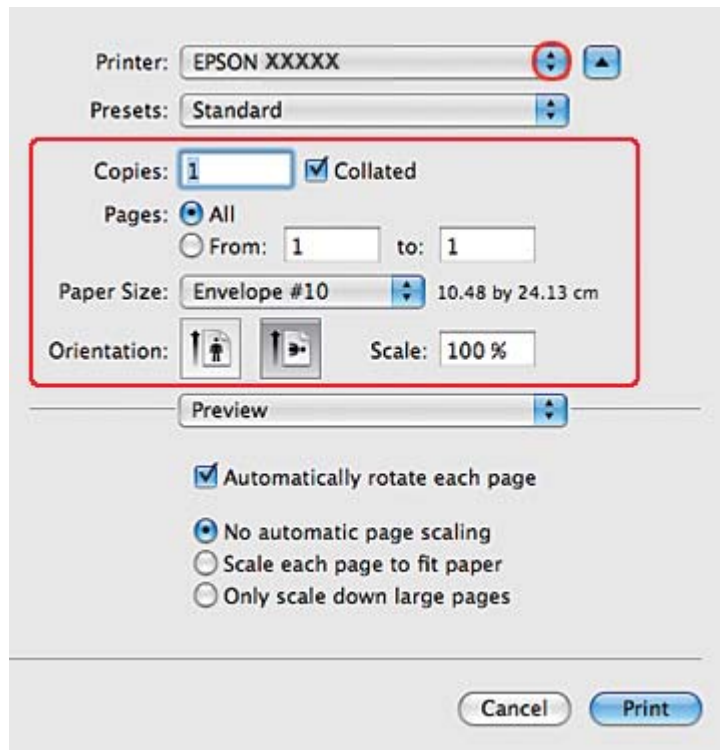 Printer: EPSON XXXXX
Presets: Standard
Copies: 1 Collated
Pages: All
From: 1 to: 1
Paper Size: Envelope #10 10.48 by 24.13 cm
Orientation: Scale: 100 %
Preview
Automatically rotate each page
No automatic page scaling
Scale each page to fit paper
Only scale down large pages
Cancel Print